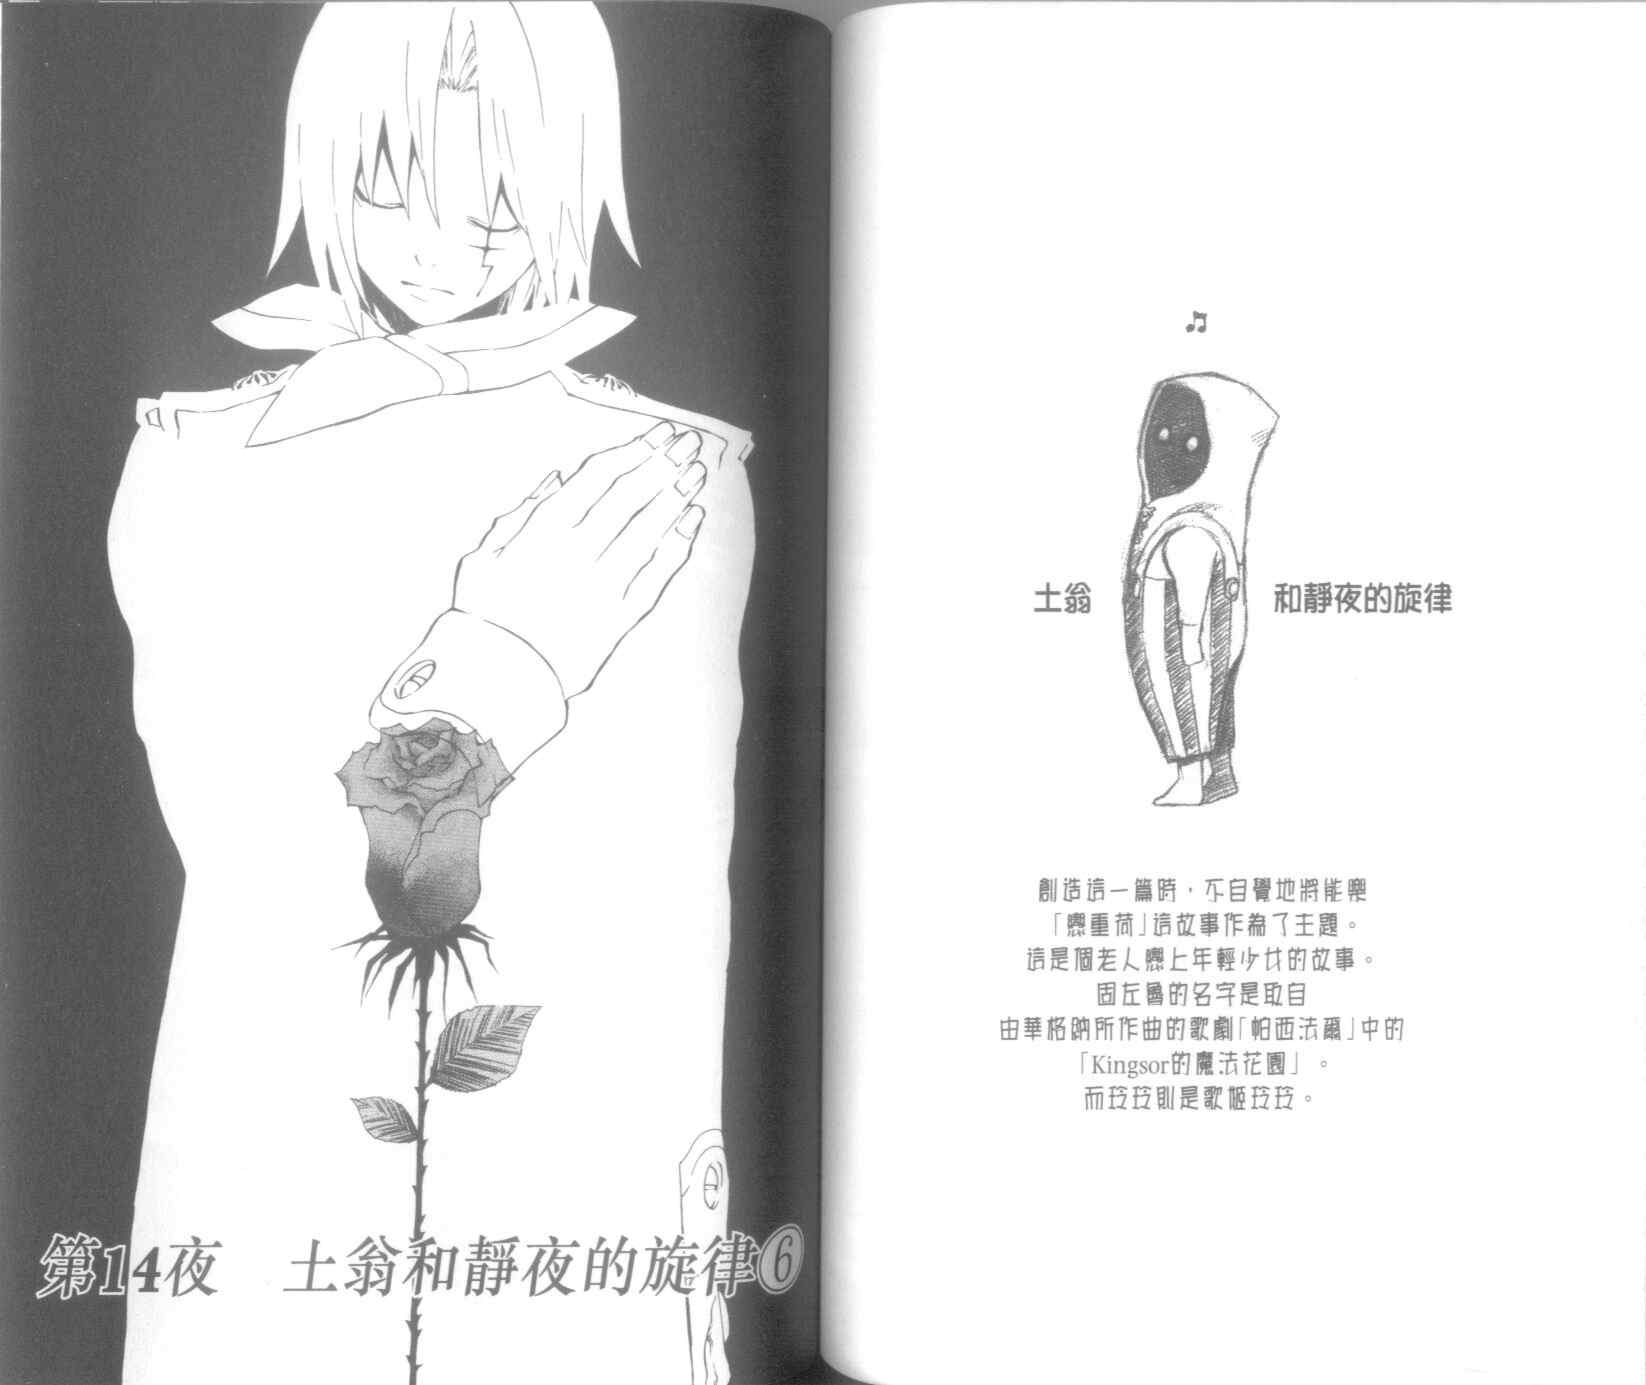 第14夜　土翁和靜夜的旋律⑥
土翁　和靜夜的旋律
創造這一篇時，不自覺地將能樂
「戀重荷」這故事作為了主題。
這是個老人戀上年輕少女的故事。
固左魯的名字是取自
由華格納所作曲的歌劇「帕西法爾」中的
「Kingsor的魔法花園」。
而玲玲則是歌姬玲玲。